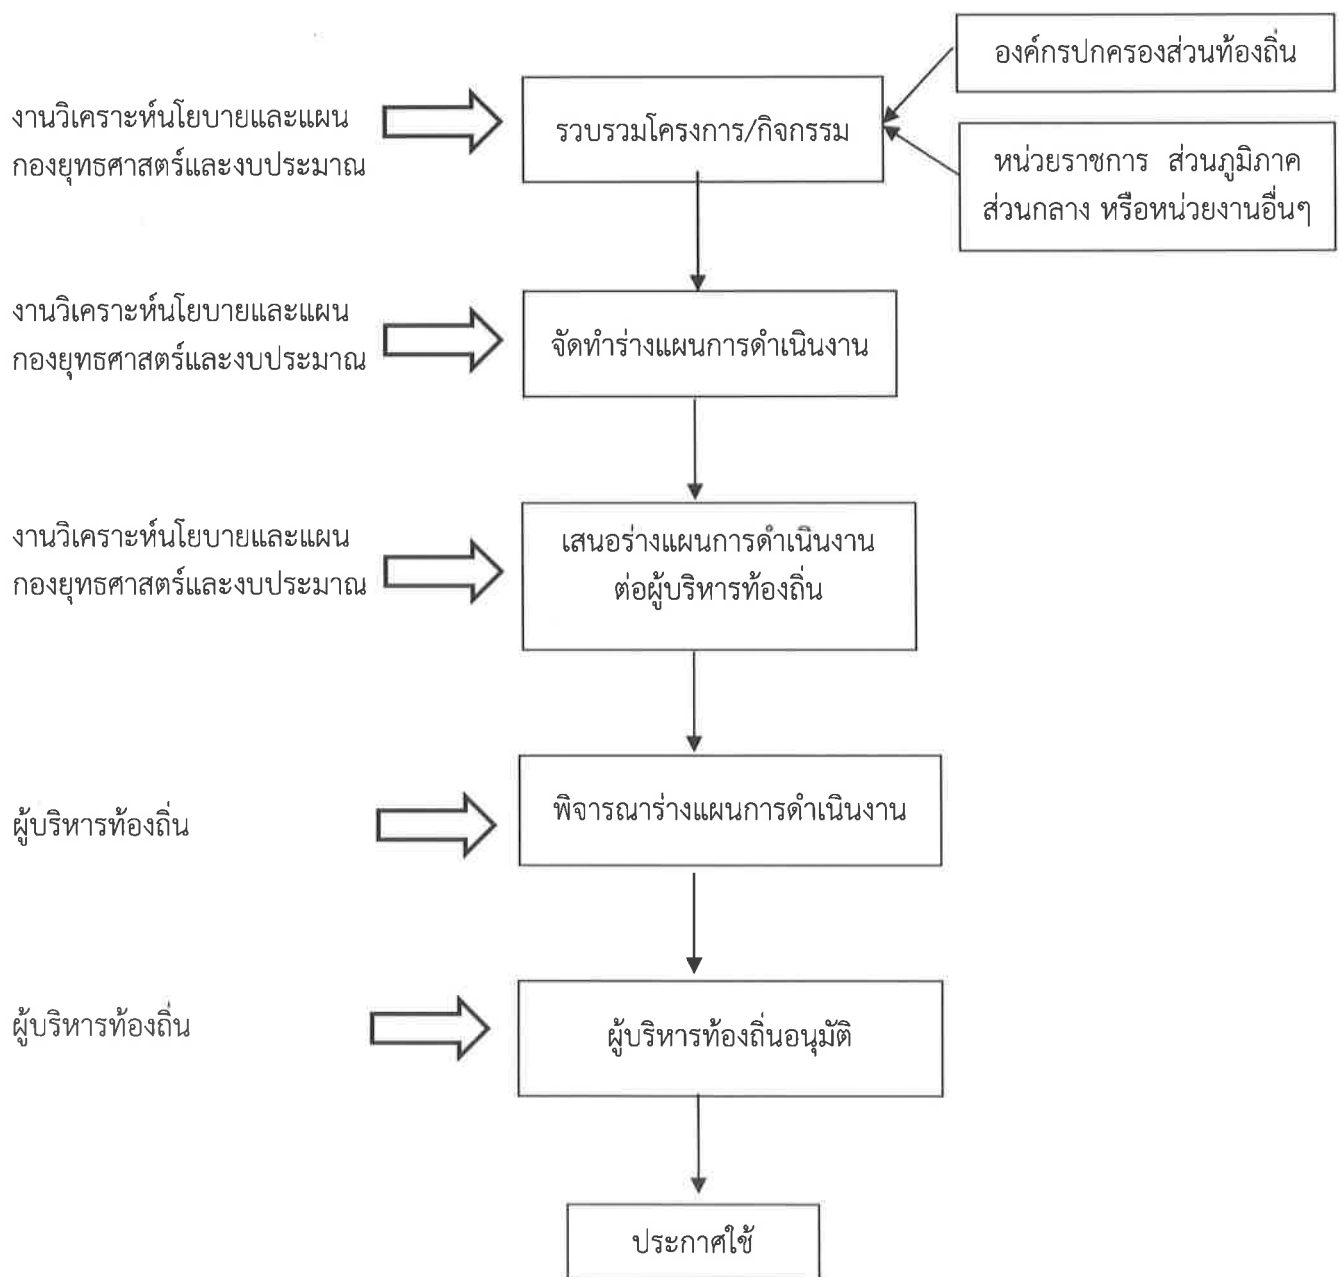 องค์กรปกครองส่วนท้องถิ่น
งานวิเคราะห์นโยบายและแผน
กองยุทธศาสตร์และงบประมาณ
รวบรวมโครงการ/กิจกรรม
หน่วยราชการ ส่วนภูมิภาค
ส่วนกลาง หรือหน่วยงานอื่นๆ
งานวิเคราะห์นโยบายและแผน
กองยุทธศาสตร์และงบประมาณ
จัดทำร่างแผนการดำเนินงาน
งานวิเคราะห์นโยบายและแผน
กองยุทธศาสตร์และงบประมาณ
เสนอร่างแผนการดำเนินงาน
ต่อผู้บริหารท้องถิ่น
ผู้บริหารท้องถิ่น
พิจารณาร่างแผนการดำเนินงาน
ผู้บริหารท้องถิ่น
ผู้บริหารท้องถิ่นอนุมัติ
ประกาศใช้